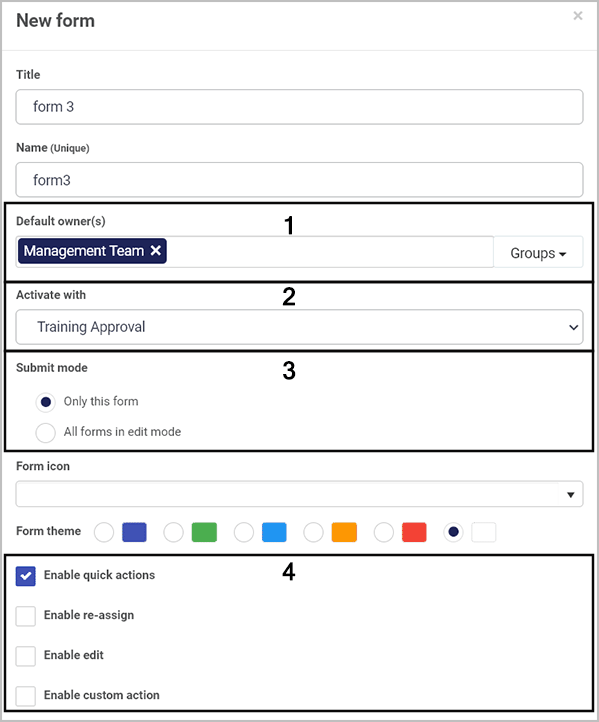 New form ×
Title
form 3
Name (Unique)
form3
1
Default owner(s)
Management Team ✕ Groups
2
Activate with
Training Approval
3
Submit mode
Only this form
All forms in edit mode
Form icon
Form theme
4
Enable quick actions
Enable re-assign
Enable edit
Enable custom action